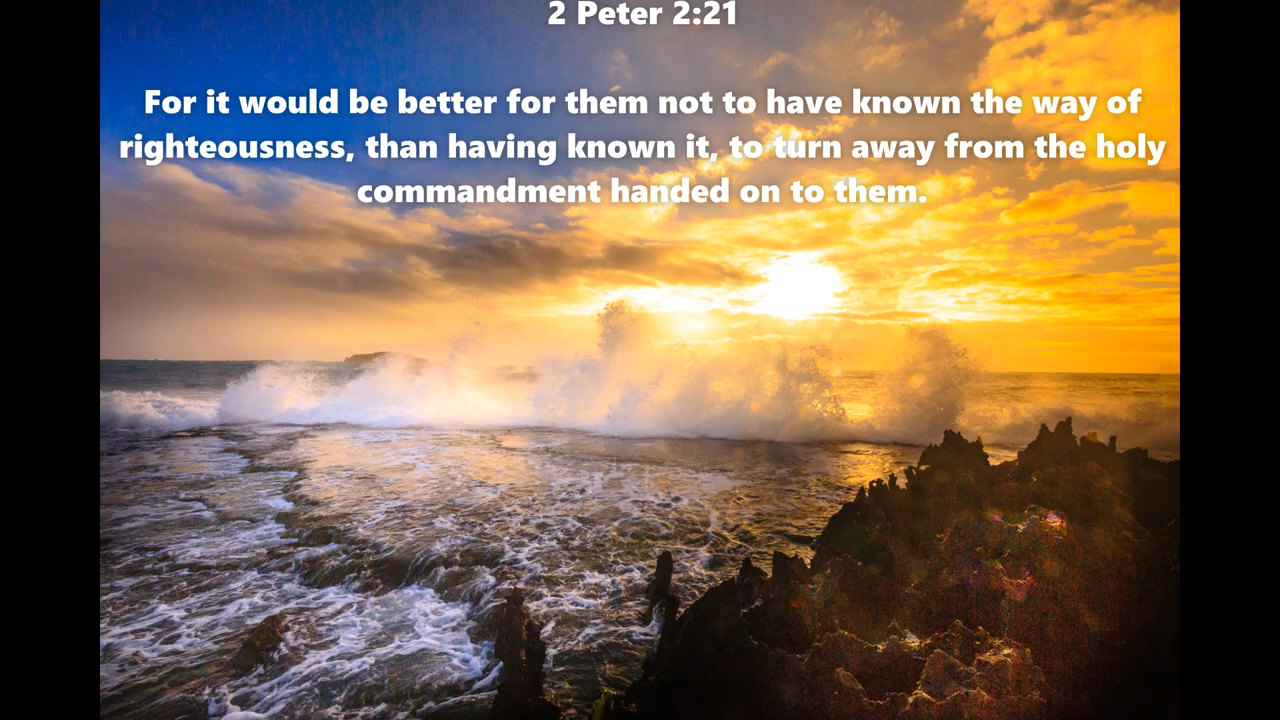 2 Peter 2:21
For it would be better for them not to have known the way of
righteousness, than having known it, to turn away from the holy
commandment handed on to them.